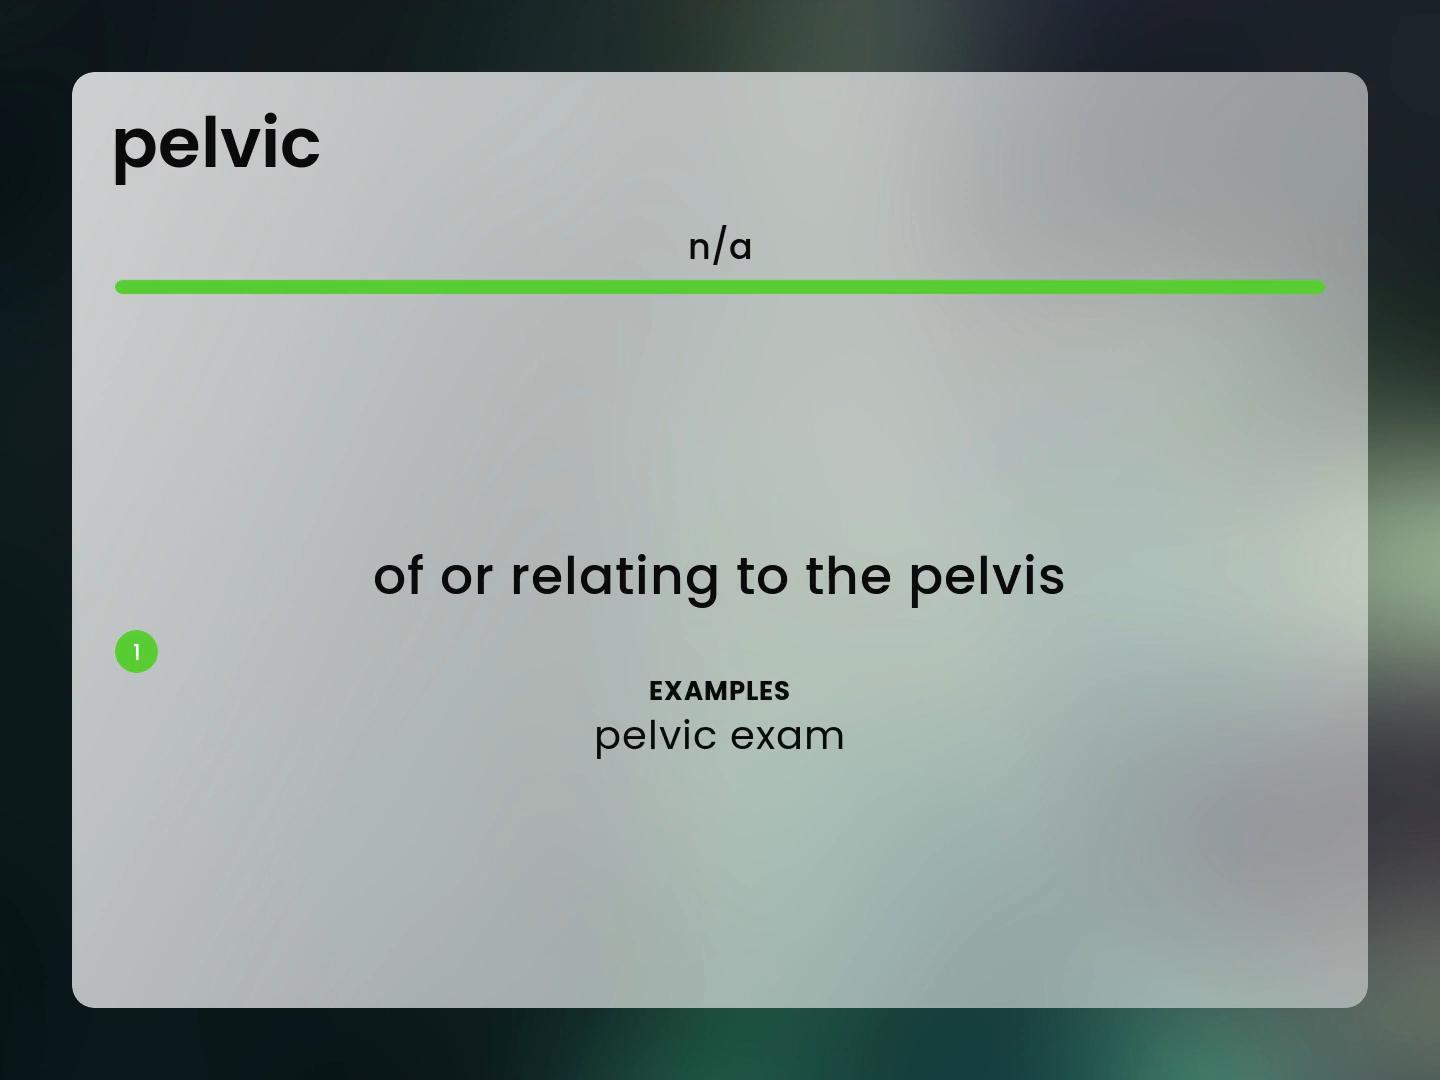 pelvic
n/a
of or relating to the pelvis
1
EXAMPLES
pelvic exam